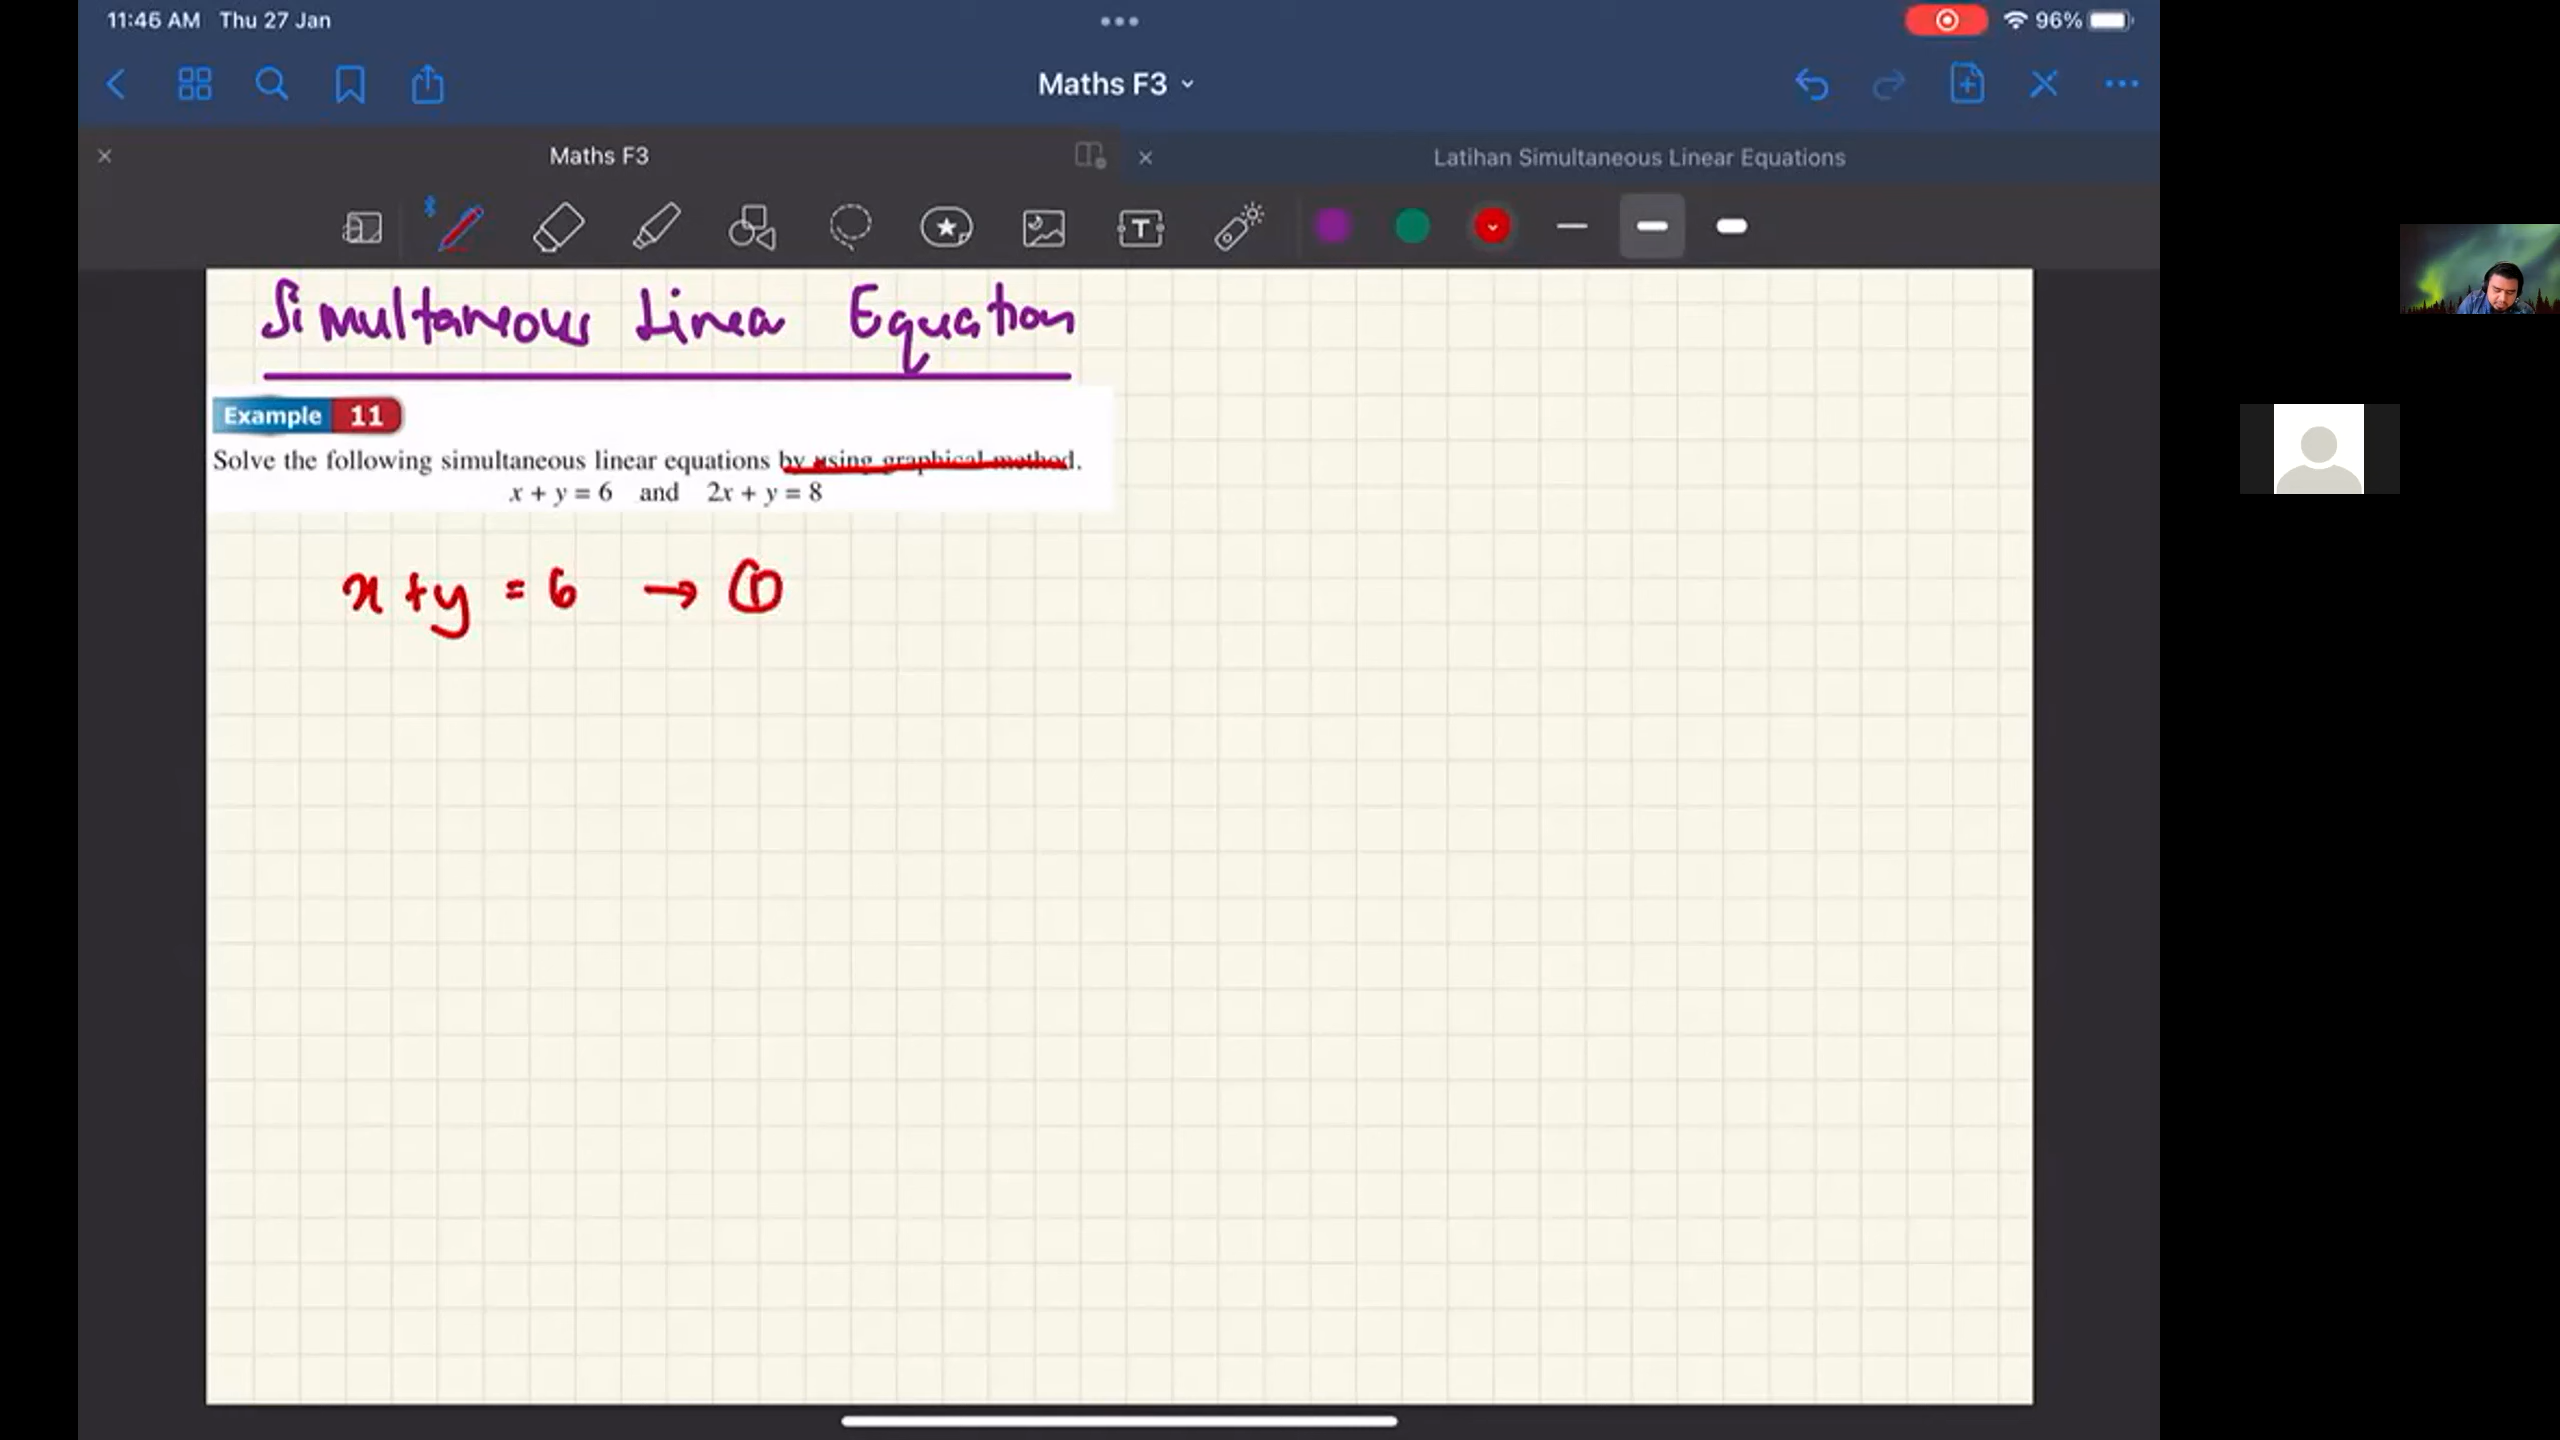 11:46 AM Thu 27 Jan
96%
Maths F3
Maths F3
Latihan Simultaneous Linear Equations
T
Simultaneous Linear Equation
Example 11
Solve the following simultaneous linear equations by using graphical method.
x + y = 6 and 2x + y = 8
x + y = 6 → ①